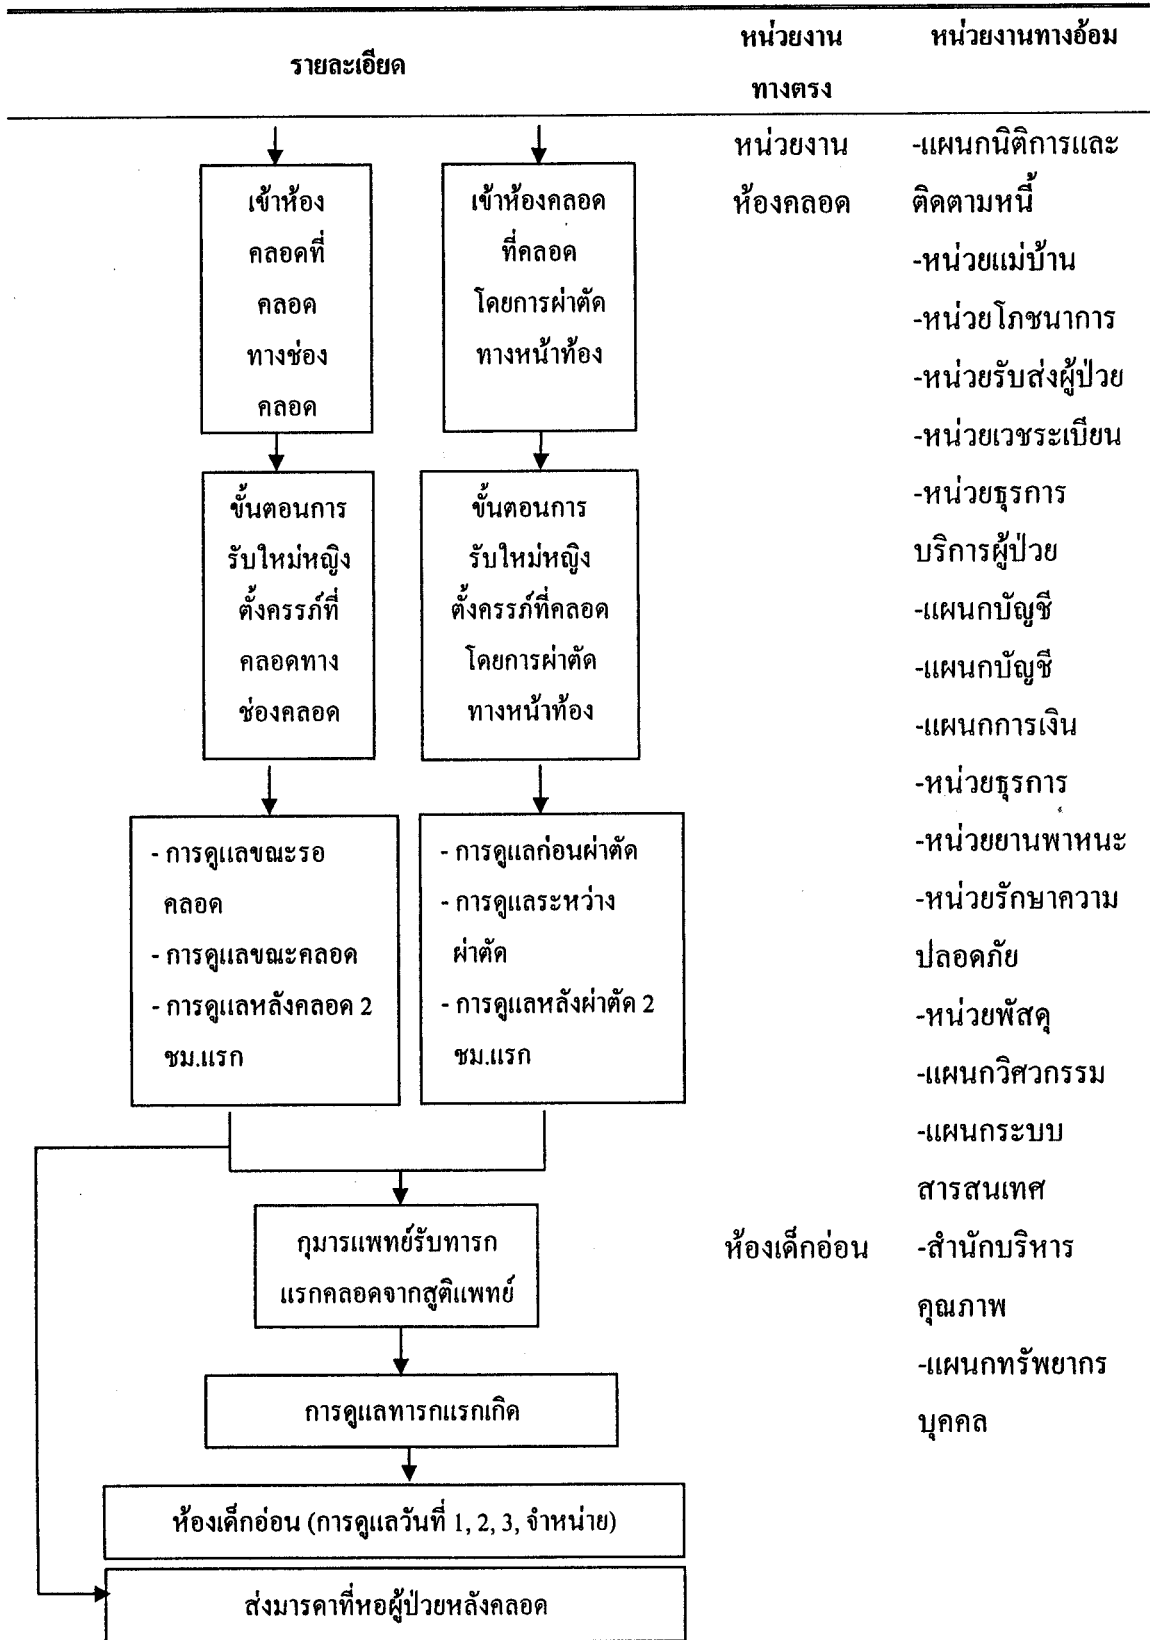 รายละเอียด
หน่วยงาน
ทางตรง
หน่วยงานทางอ้อม
เข้าห้อง
คลอดที่
คลอด
ทางช่อง
คลอด
เข้าห้องคลอด
ที่คลอด
โดยการผ่าตัด
ทางหน้าท้อง
ขั้นตอนการ
รับใหม่หญิง
ตั้งครรภ์ที่
คลอดทาง
ช่องคลอด
ขั้นตอนการ
รับใหม่หญิง
ตั้งครรภ์ที่คลอด
โดยการผ่าตัด
ทางหน้าท้อง
- การดูแลขณะรอ
คลอด
- การดูแลขณะคลอด
- การดูแลหลังคลอด 2
ชม.แรก
- การดูแลก่อนผ่าตัด
- การดูแลระหว่าง
ผ่าตัด
- การดูแลหลังผ่าตัด 2
ชม.แรก
กุมารแพทย์รับทารก
แรกคลอดจากสูติแพทย์
การดูแลทารกแรกเกิด
ห้องเด็กอ่อน (การดูแลวันที่ 1, 2, 3, จำหน่าย)
ส่งมารดาที่หอผู้ป่วยหลังคลอด
หน่วยงาน
ห้องคลอด
ห้องเด็กอ่อน
-แผนกนิติการและ
ติดตามหนี้
-หน่วยแม่บ้าน
-หน่วยโภชนาการ
-หน่วยรับส่งผู้ป่วย
-หน่วยเวชระเบียน
-หน่วยธุรการ
บริการผู้ป่วย
-แผนกบัญชี
-แผนกบัญชี
-แผนกการเงิน
-หน่วยธุรการ
-หน่วยยานพาหนะ
-หน่วยรักษาความ
ปลอดภัย
-หน่วยพัสดุ
-แผนกวิศวกรรม
-แผนกระบบ
สารสนเทศ
-สำนักบริหาร
คุณภาพ
-แผนกทรัพยากร
บุคคล